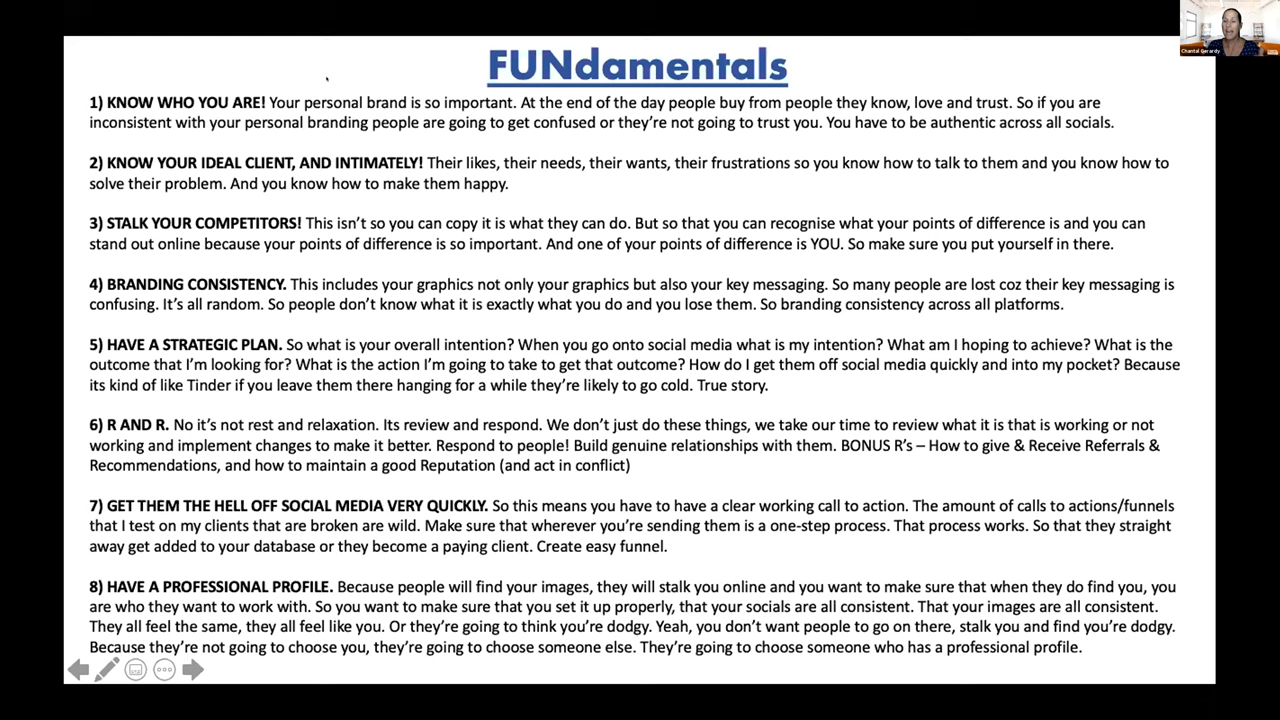 FUNdamentals
1) KNOW WHO YOU ARE! Your personal brand is so important. At the end of the day people buy from people they know, love and trust. So if you are
inconsistent with your personal branding people are going to get confused or they're not going to trust you. You have to be authentic across all socials.
2) KNOW YOUR IDEAL CLIENT, AND INTIMATELY! Their likes, their needs, their wants, their frustrations so you know how to talk to them and you know how to
solve their problem. And you know how to make them happy.
3) STALK YOUR COMPETITORS! This isn't so you can copy it is what they can do. But so that you can recognise what your points of difference is and you can
stand out online because your points of difference is so important. And one of your points of difference is YOU. So make sure you put yourself in there.
4) BRANDING CONSISTENCY. This includes your graphics not only your graphics but also your key messaging. So many people are lost coz their key messaging is
confusing. It's all random. So people don't know what it is exactly what you do and you lose them. So branding consistency across all platforms.
5) HAVE A STRATEGIC PLAN. So what is your overall intention? When you go onto social media what is my intention? What am I hoping to achieve? What is the
outcome that I'm looking for? What is the action I'm going to take to get that outcome? How do I get them off social media quickly and into my pocket? Because
its kind of like Tinder if you leave them there hanging for a while they're likely to go cold. True story.
6) R AND R. No it's not rest and relaxation. Its review and respond. We don't just do these things, we take our time to review what it is that is working or not
working and implement changes to make it better. Respond to people! Build genuine relationships with them. BONUS R's – How to give & Receive Referrals &
Recommendations, and how to maintain a good Reputation (and act in conflict)
7) GET THEM THE HELL OFF SOCIAL MEDIA VERY QUICKLY. So this means you have to have a clear working call to action. The amount of calls to actions/funnels
that I test on my clients that are broken are wild. Make sure that wherever you're sending them is a one-step process. That process works. So that they straight
away get added to your database or they become a paying client. Create easy funnel.
8) HAVE A PROFESSIONAL PROFILE. Because people will find your images, they will stalk you online and you want to make sure that when they do find you, you
are who they want to work with. So you want to make sure that you set it up properly, that your socials are all consistent. That your images are all consistent.
They all feel the same, they all feel like you. Or they're going to think you're dodgy. Yeah, you don't want people to go on there, stalk you and find you're dodgy.
Because they're not going to choose you, they're going to choose someone else. They're going to choose someone who has a professional profile.
Chantal Gerardy